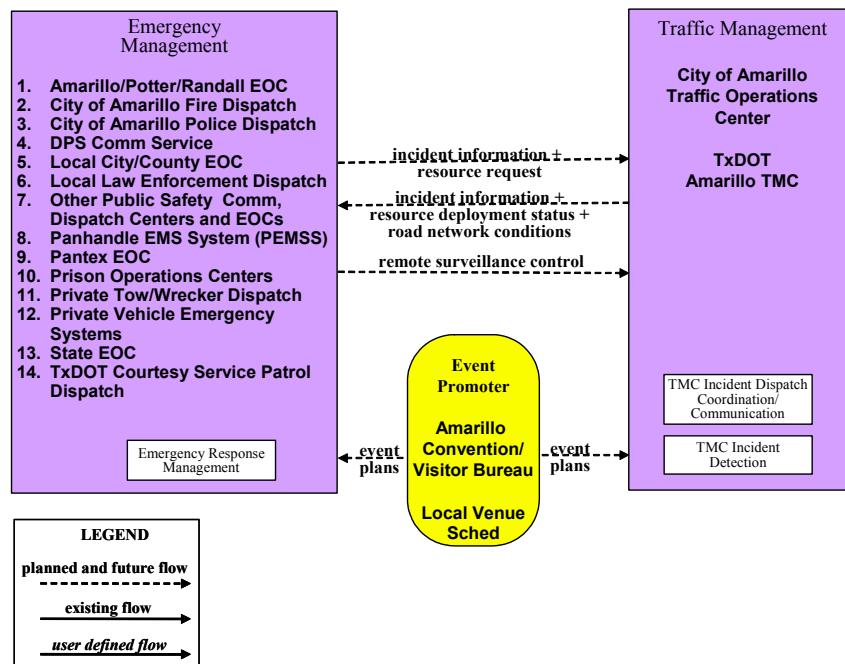 Emergency
Management
1. Amarillo/Potter/Randall EOC
2. City of Amarillo Fire Dispatch
3. City of Amarillo Police Dispatch
4. DPS Comm Service
5. Local City/County EOC
6. Local Law Enforcement Dispatch
7. Other Public Safety Comm,
Dispatch Centers and EOCs
8. Panhandle EMS System (PEMSS)
9. Pantex EOC
10. Prison Operations Centers
11. Private Tow/Wrecker Dispatch
12. Private Vehicle Emergency
Systems
13. State EOC
14. TxDOT Courtesy Service Patrol
Dispatch
Emergency Response
Management
incident information +
resource request
incident information +
resource deployment status +
road network conditions
remote surveillance control
Event
Promoter
Amarillo
Convention/
Visitor Bureau
Local Venue
Sched
event
plans
event
plans
Traffic Management
City of Amarillo
Traffic Operations
Center
TxDOT
Amarillo TMC
TMC Incident Dispatch
Coordination/
Communication
TMC Incident
Detection
LEGEND
planned and future flow
existing flow
user defined flow